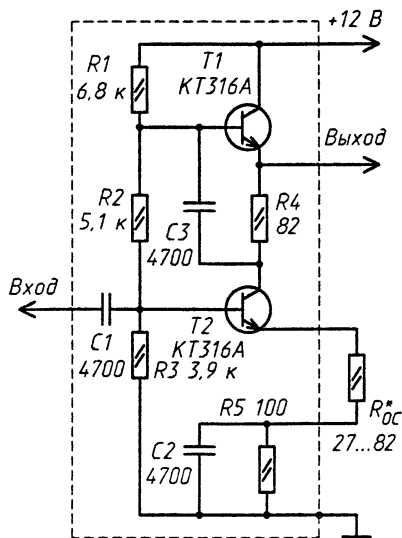 +12 В
R1
6,8 к
T1
КТ316А
Выход
R2
5,1 к
R4
82
C3
4700
Вход
C1
4700
T2
КТ316А
R3 3,9 к
R5 100
R*ос
27...82
C2
4700